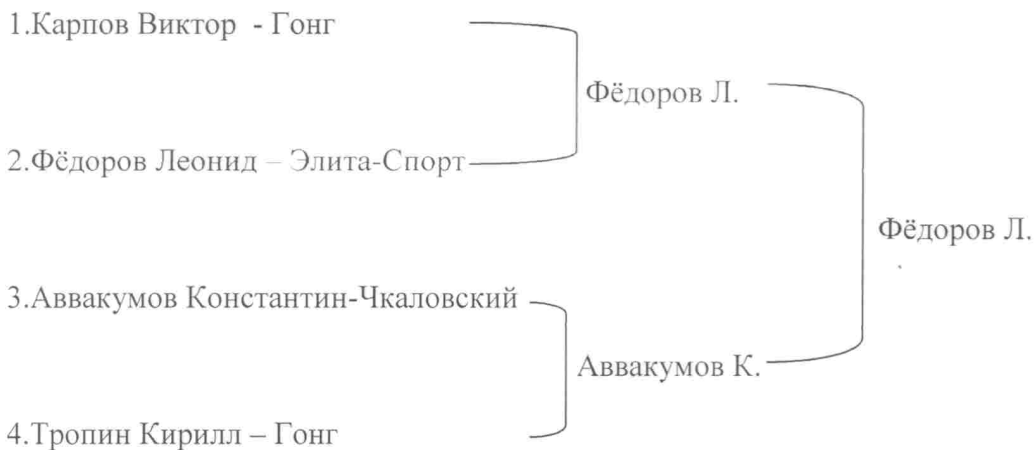 1.Карпов Виктор - Гонг
Фёдоров Л.
2.Фёдоров Леонид – Элита-Спорт
Фёдоров Л.
3.Аввакумов Константин-Чкаловский
Аввакумов К.
4.Тропин Кирилл – Гонг